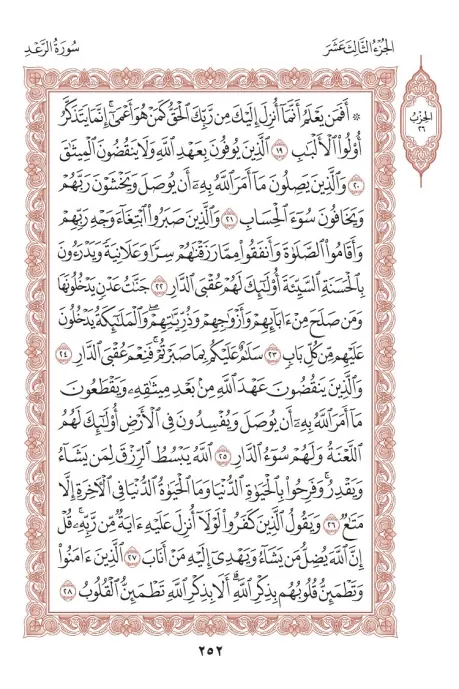 الجزء الثالث عشر
سورة الرعد
الحزب
٢٦
۞ أَفَمَن يَعْلَمُ أَنَّمَآ أُنزِلَ إِلَيْكَ مِن رَّبِّكَ ٱلْحَقُّ كَمَنْ هُوَ أَعْمَىٰٓ ۚ إِنَّمَا يَتَذَكَّرُ
أُو۟لُوا۟ ٱلْأَلْبَـٰبِ ١٩ ٱلَّذِينَ يُوفُونَ بِعَهْدِ ٱللَّهِ وَلَا يَنقُضُونَ ٱلْمِيثَـٰقَ
٢٠ وَٱلَّذِينَ يَصِلُونَ مَآ أَمَرَ ٱللَّهُ بِهِۦٓ أَن يُوصَلَ وَيَخْشَوْنَ رَبَّهُمْ
وَيَخَافُونَ سُوٓءَ ٱلْحِسَابِ ٢١ وَٱلَّذِينَ صَبَرُوا۟ ٱبْتِغَآءَ وَجْهِ رَبِّهِمْ
وَأَقَامُوا۟ ٱلصَّلَوٰةَ وَأَنفَقُوا۟ مِمَّا رَزَقْنَـٰهُمْ سِرًّا وَعَلَانِيَةً وَيَدْرَءُونَ
بِٱلْحَسَنَةِ ٱلسَّيِّئَةَ أُو۟لَـٰٓئِكَ لَهُمْ عُقْبَى ٱلدَّارِ ٢٢ جَنَّـٰتُ عَدْنٍ يَدْخُلُونَهَا
وَمَن صَلَحَ مِنْ ءَابَآئِهِمْ وَأَزْوَٰجِهِمْ وَذُرِّيَّـٰتِهِمْ ۖ وَٱلْمَلَـٰٓئِكَةُ يَدْخُلُونَ
عَلَيْهِم مِّن كُلِّ بَابٍ ٢٣ سَلَـٰمٌ عَلَيْكُم بِمَا صَبَرْتُمْ ۚ فَنِعْمَ عُقْبَى ٱلدَّارِ ٢٤
وَٱلَّذِينَ يَنقُضُونَ عَهْدَ ٱللَّهِ مِنۢ بَعْدِ مِيثَـٰقِهِۦ وَيَقْطَعُونَ
مَآ أَمَرَ ٱللَّهُ بِهِۦٓ أَن يُوصَلَ وَيُفْسِدُونَ فِى ٱلْأَرْضِ ۙ أُو۟لَـٰٓئِكَ لَهُمُ
ٱللَّعْنَةُ وَلَهُمْ سُوٓءُ ٱلدَّارِ ٢٥ ٱللَّهُ يَبْسُطُ ٱلرِّزْقَ لِمَن يَشَآءُ
وَيَقْدِرُ ۚ وَفَرِحُوا۟ بِٱلْحَيَوٰةِ ٱلدُّنْيَا وَمَا ٱلْحَيَوٰةُ ٱلدُّنْيَا فِى ٱلْـَٔاخِرَةِ إِلَّا
مَتَـٰعٌ ٢٦ وَيَقُولُ ٱلَّذِينَ كَفَرُوا۟ لَوْلَآ أُنزِلَ عَلَيْهِ ءَايَةٌ مِّن رَّبِّهِۦ ۗ قُلْ
إِنَّ ٱللَّهَ يُضِلُّ مَن يَشَآءُ وَيَهْدِىٓ إِلَيْهِ مَنْ أَنَابَ ٢٧ ٱلَّذِينَ ءَامَنُوا۟
وَتَطْمَئِنُّ قُلُوبُهُم بِذِكْرِ ٱللَّهِ ۗ أَلَا بِذِكْرِ ٱللَّهِ تَطْمَئِنُّ ٱلْقُلُوبُ ٢٨
٢٥٢